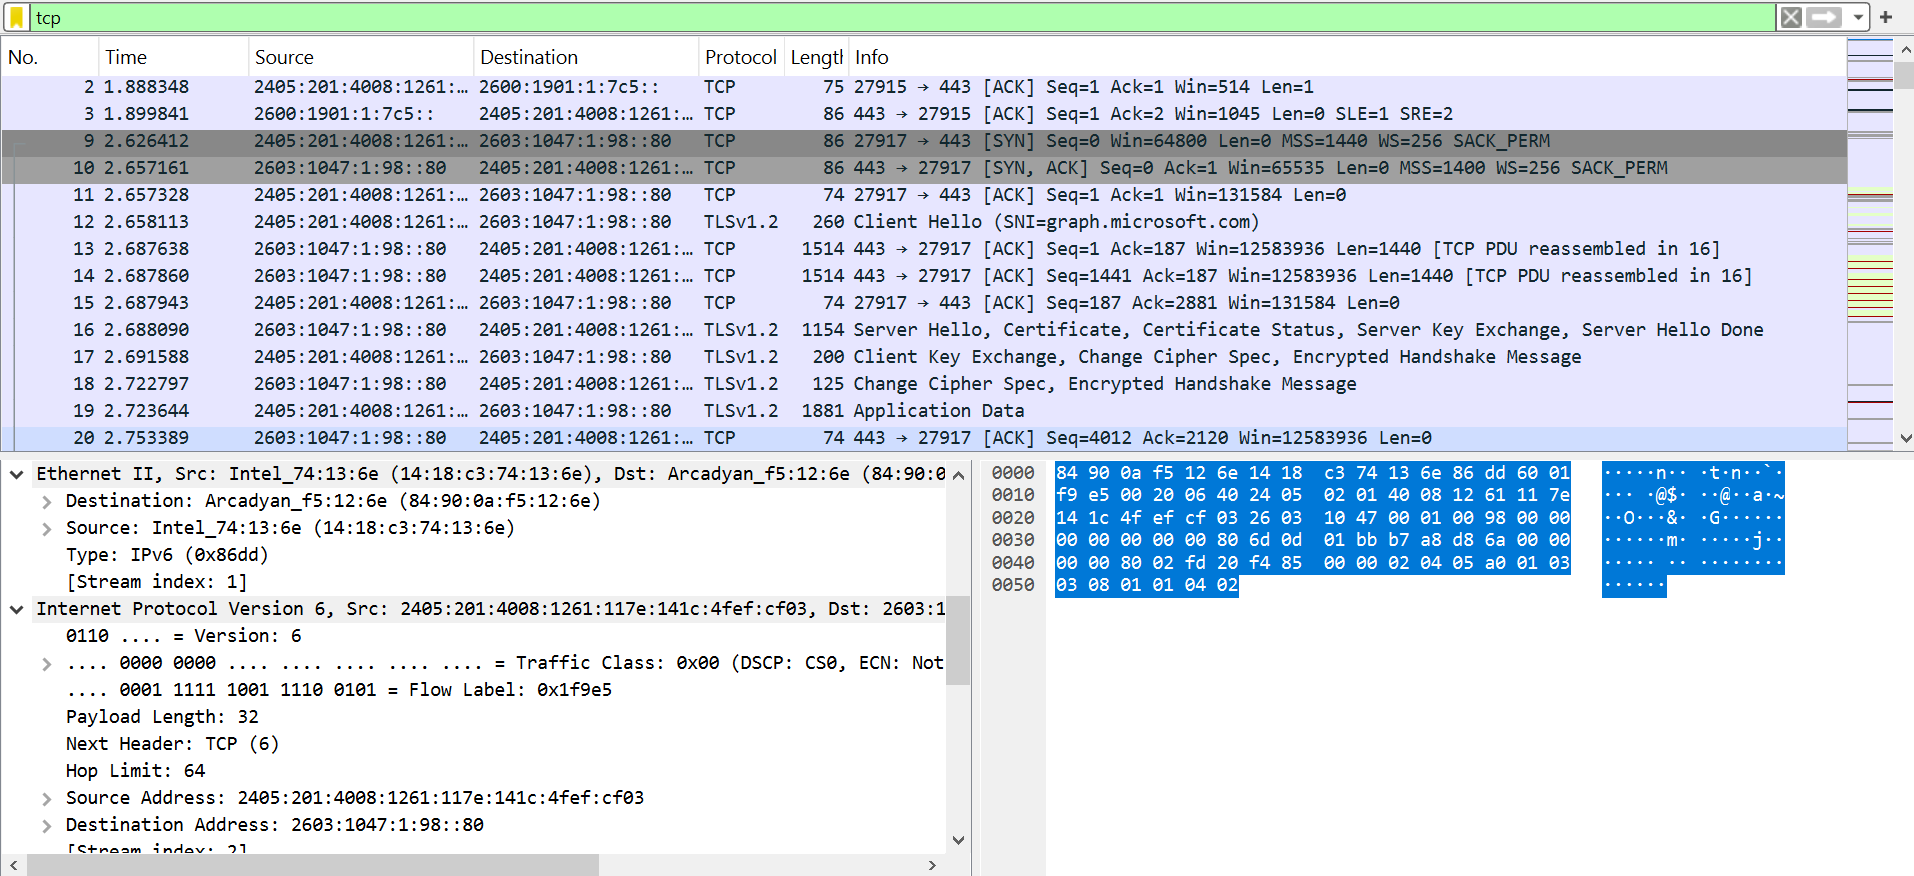 tcp
No. Time Source Destination Protocol Length Info
2 1.888348 2405:201:4008:1261:… 2600:1901:1:7c5:: TCP 75 27915 → 443 [ACK] Seq=1 Ack=1 Win=514 Len=1
3 1.899841 2600:1901:1:7c5:: 2405:201:4008:1261:… TCP 86 443 → 27915 [ACK] Seq=1 Ack=2 Win=1045 Len=0 SLE=1 SRE=2
9 2.626412 2405:201:4008:1261:… 2603:1047:1:98::80 TCP 86 27917 → 443 [SYN] Seq=0 Win=64800 Len=0 MSS=1440 WS=256 SACK_PERM
10 2.657161 2603:1047:1:98::80 2405:201:4008:1261:… TCP 86 443 → 27917 [SYN, ACK] Seq=0 Ack=1 Win=65535 Len=0 MSS=1400 WS=256 SACK_PERM
11 2.657328 2405:201:4008:1261:… 2603:1047:1:98::80 TCP 74 27917 → 443 [ACK] Seq=1 Ack=1 Win=131584 Len=0
12 2.658113 2405:201:4008:1261:… 2603:1047:1:98::80 TLSv1.2 260 Client Hello (SNI=graph.microsoft.com)
13 2.687638 2603:1047:1:98::80 2405:201:4008:1261:… TCP 1514 443 → 27917 [ACK] Seq=1 Ack=187 Win=12583936 Len=1440 [TCP PDU reassembled in 16]
14 2.687860 2603:1047:1:98::80 2405:201:4008:1261:… TCP 1514 443 → 27917 [ACK] Seq=1441 Ack=187 Win=12583936 Len=1440 [TCP PDU reassembled in 16]
15 2.687943 2405:201:4008:1261:… 2603:1047:1:98::80 TCP 74 27917 → 443 [ACK] Seq=187 Ack=2881 Win=131584 Len=0
16 2.688090 2603:1047:1:98::80 2405:201:4008:1261:… TLSv1.2 1154 Server Hello, Certificate, Certificate Status, Server Key Exchange, Server Hello Done
17 2.691588 2405:201:4008:1261:… 2603:1047:1:98::80 TLSv1.2 200 Client Key Exchange, Change Cipher Spec, Encrypted Handshake Message
18 2.722797 2603:1047:1:98::80 2405:201:4008:1261:… TLSv1.2 125 Change Cipher Spec, Encrypted Handshake Message
19 2.723644 2405:201:4008:1261:… 2603:1047:1:98::80 TLSv1.2 1881 Application Data
20 2.753389 2603:1047:1:98::80 2405:201:4008:1261:… TCP 74 443 → 27917 [ACK] Seq=4012 Ack=2120 Win=12583936 Len=0
Ethernet II, Src: Intel_74:13:6e (14:18:c3:74:13:6e), Dst: Arcadyan_f5:12:6e (84:90:0
Destination: Arcadyan_f5:12:6e (84:90:0a:f5:12:6e)
Source: Intel_74:13:6e (14:18:c3:74:13:6e)
Type: IPv6 (0x86dd)
[Stream index: 1]
Internet Protocol Version 6, Src: 2405:201:4008:1261:117e:141c:4fef:cf03, Dst: 2603:1
0110 .... = Version: 6
.... 0000 0000 .... .... .... .... .... = Traffic Class: 0x00 (DSCP: CS0, ECN: Not
.... 0001 1111 1001 1110 0101 = Flow Label: 0x1f9e5
Payload Length: 32
Next Header: TCP (6)
Hop Limit: 64
Source Address: 2405:201:4008:1261:117e:141c:4fef:cf03
Destination Address: 2603:1047:1:98::80
[Stream index: 2]
0000 84 90 0a f5 12 6e 14 18 c3 74 13 6e 86 dd 60 01 ·····n·· ·t·n··`·
0010 f9 e5 00 20 06 40 24 05 02 01 40 08 12 61 11 7e ··· ·@$· ··@··a·~
0020 14 1c 4f ef cf 03 26 03 10 47 00 01 00 98 00 00 ··O···&· ·G······
0030 00 00 00 00 00 80 6d 0d 01 bb b7 a8 d6 6a 00 00 ······m· ·····j··
0040 00 00 80 02 fd 20 f4 85 00 00 02 04 05 a0 01 03 ····· ·· ········
0050 03 08 01 01 04 02 ······